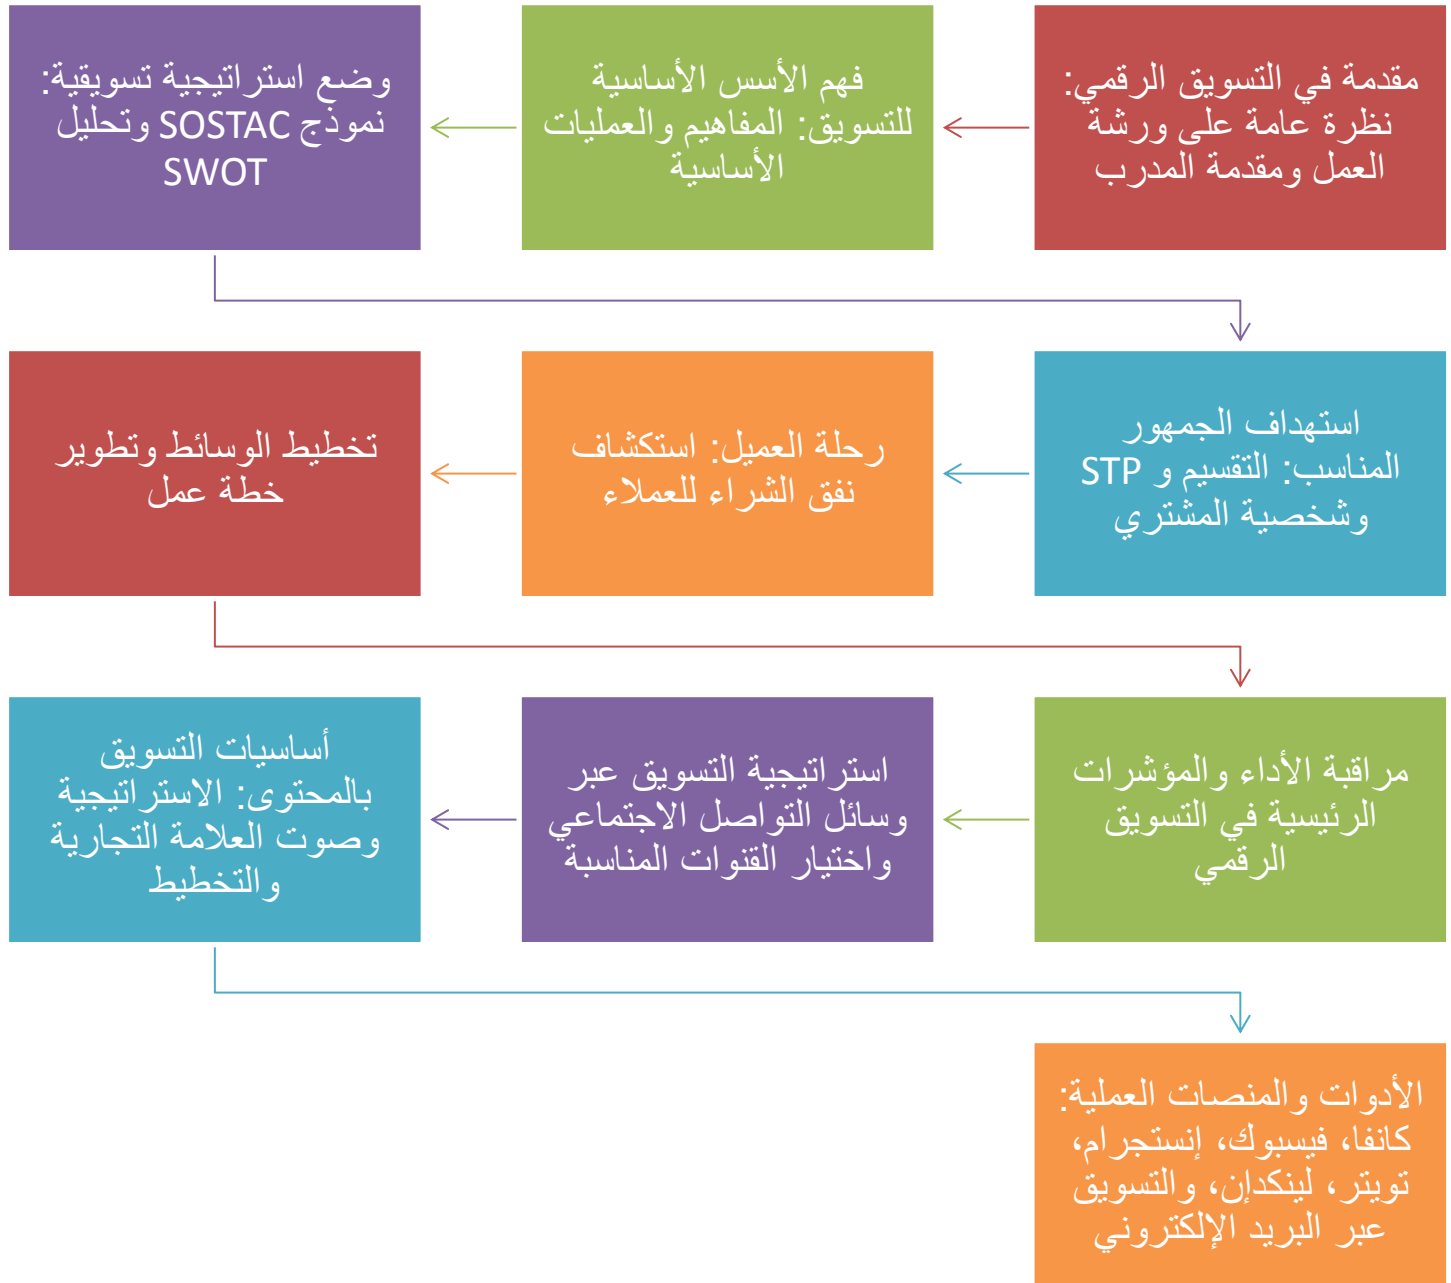 مقدمة في التسويق الرقمي:
نظرة عامة على ورشة
العمل ومقدمة المدرب
فهم الأسس الأساسية
للتسويق: المفاهيم والعمليات
الأساسية
وضع استراتيجية تسويقية:
نموذج SOSTAC وتحليل
SWOT
استهداف الجمهور
المناسب: التقسيم و STP
وشخصية المشتري
رحلة العميل: استكشاف
نفق الشراء للعملاء
تخطيط الوسائط وتطوير
خطة عمل
مراقبة الأداء والمؤشرات
الرئيسية في التسويق
الرقمي
استراتيجية التسويق عبر
وسائل التواصل الاجتماعي
واختيار القنوات المناسبة
أساسيات التسويق
بالمحتوى: الاستراتيجية
وصوت العلامة التجارية
والتخطيط
الأدوات والمنصات العملية:
كانفا، فيسبوك، إنستجرام،
تويتر، لينكدإن، والتسويق
عبر البريد الإلكتروني